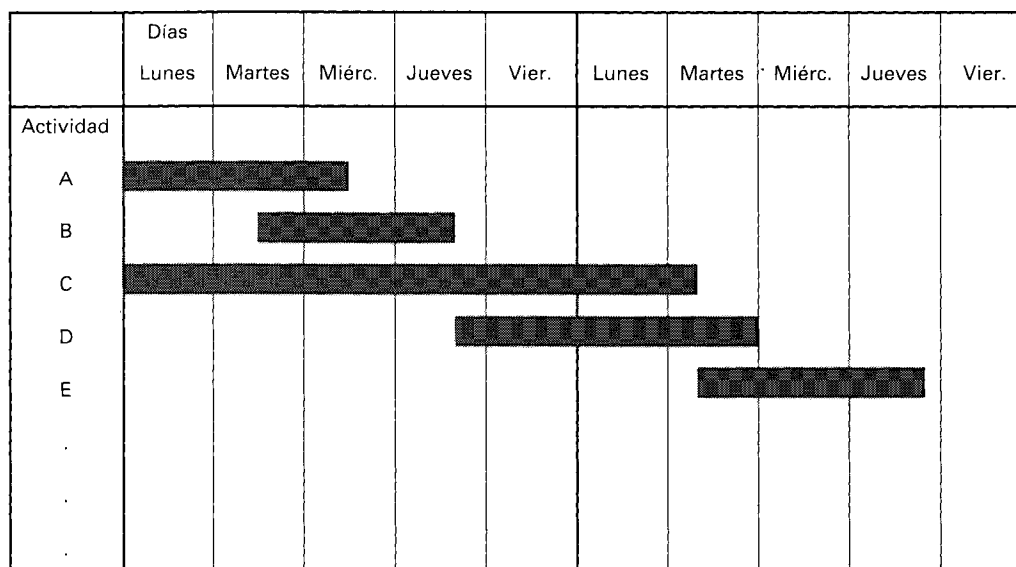 Días
Lunes Martes Miérc. Jueves Vier. Lunes Martes Miérc. Jueves Vier.
Actividad
A
B
C
D
E
.
.
.